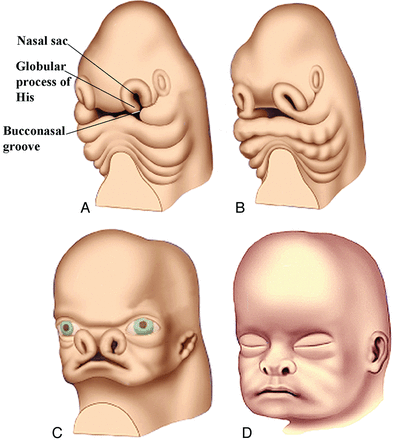 Nasal sac
Globular
process of
His
Bucconasal
groove
A
B
C
D